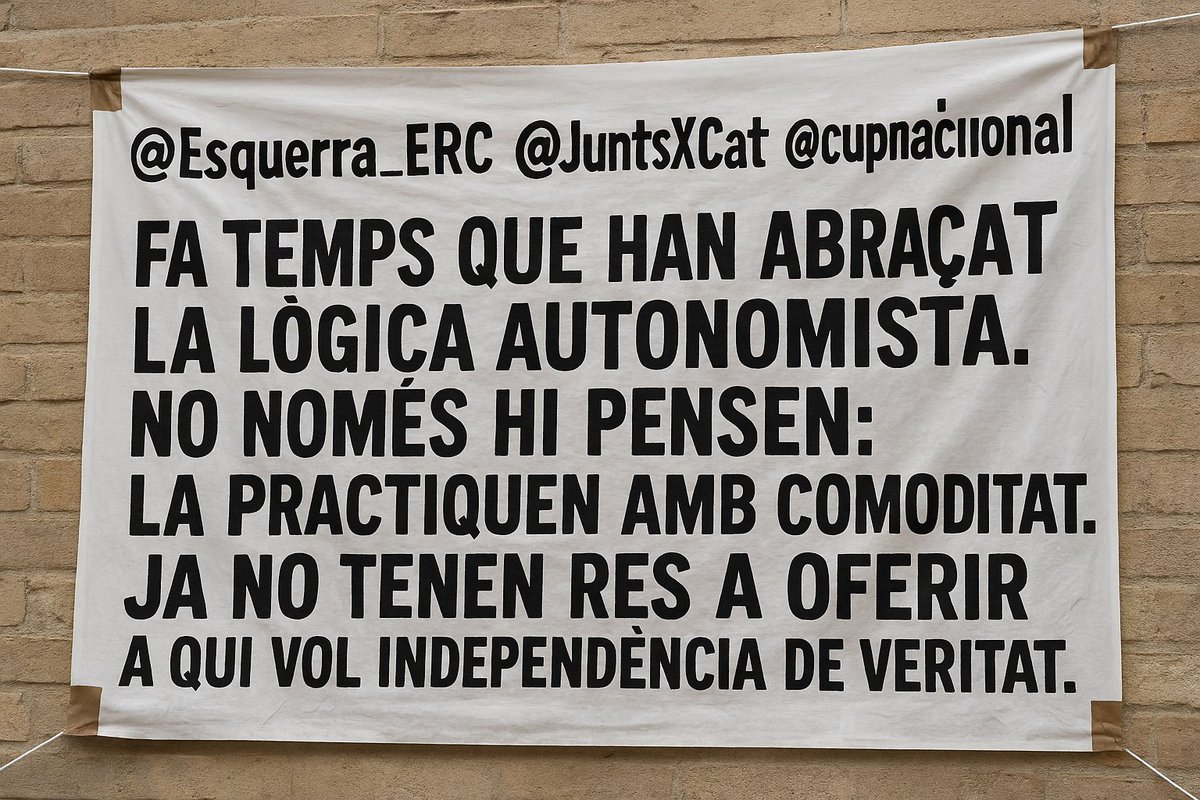 @Esquerra_ERC @JuntsXCat
FA TEMPS QUE HAN ABRAÇAT
LA LÒGICA AUTONOMISTA.
NO NOMÉS HI PENSEN:
LA PRACTIQUEN AMB COMODITAT.
JA NO TENEN RES A OFERIR
A QUI VOL INDEPENDÈNCIA DE VERITAT.